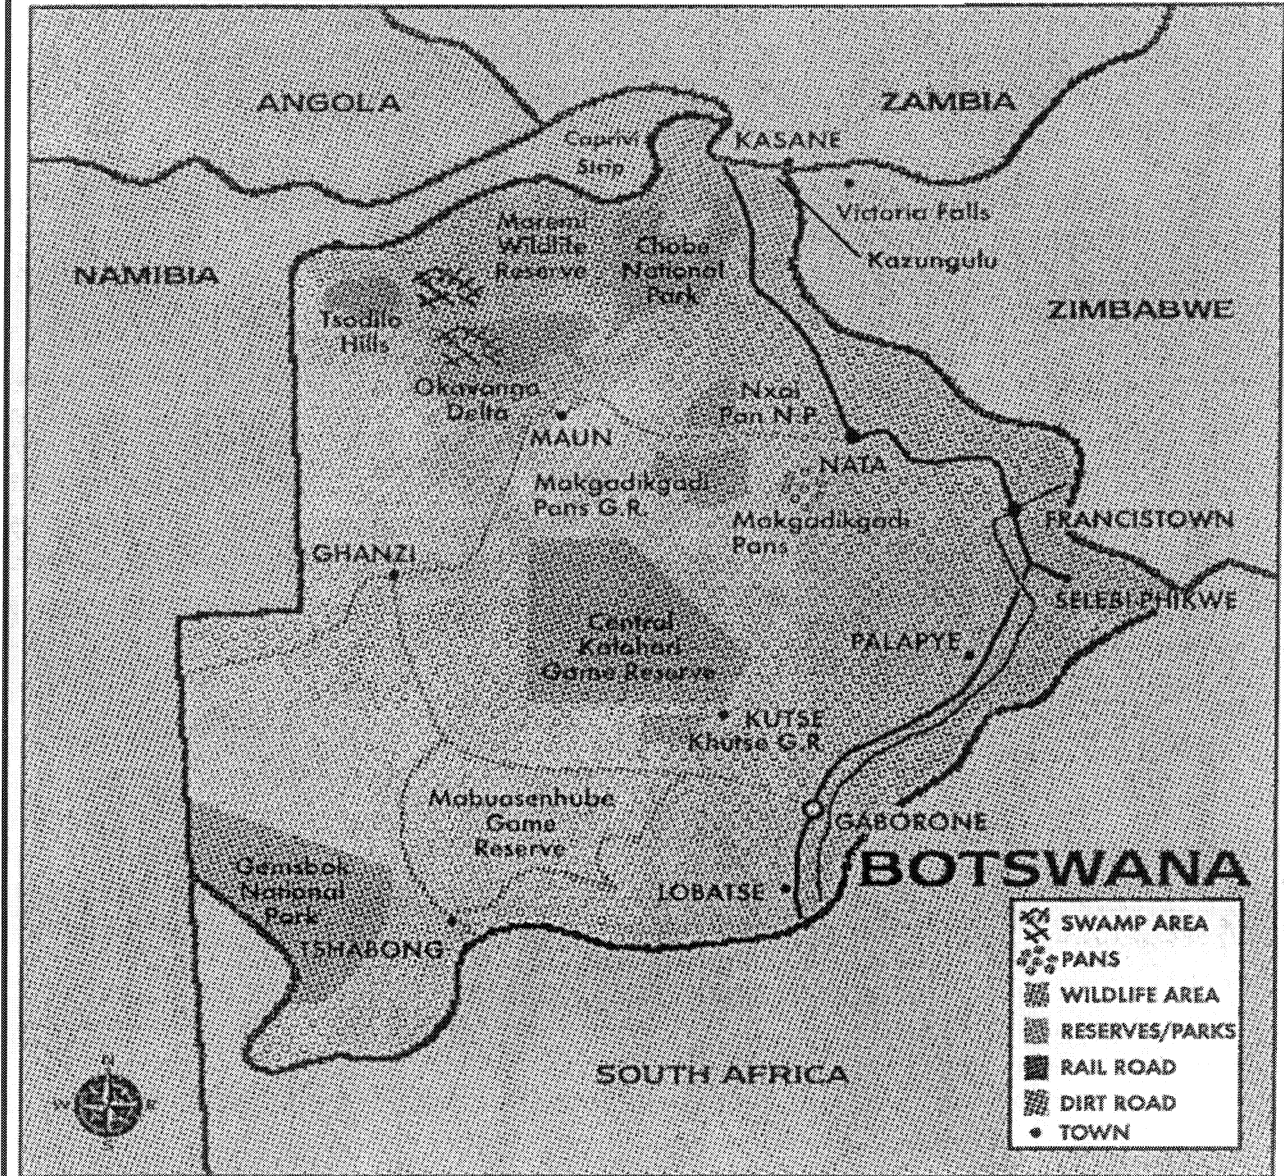 ANGOLA
ZAMBIA
Caprivi
Strip
KASANE
Victoria Falls
Kazungulu
NAMIBIA
ZIMBABWE
Maremi
Wildlife
Reserve
Chobe
National
Park
Tsodilo
Hills
Okavango
Delta
MAUN
Nxai
Pan N.P.
NATA
Makgadikgadi
Pans G.R.
Makgadikgadi
Pans
FRANCISTOWN
GHANZI
SELEBI-PHIKWE
Central
Kalahari
Game Reserve
PALAPYE
KUTSE
Khutse G.R.
Mabuasenhube
Game
Reserve
GABORONE
Gemsbok
National
Park
LOBATSE
TSHABONG
BOTSWANA
SWAMP AREA
PANS
WILDLIFE AREA
RESERVES/PARKS
RAIL ROAD
DIRT ROAD
TOWN
SOUTH AFRICA
N
W E
S